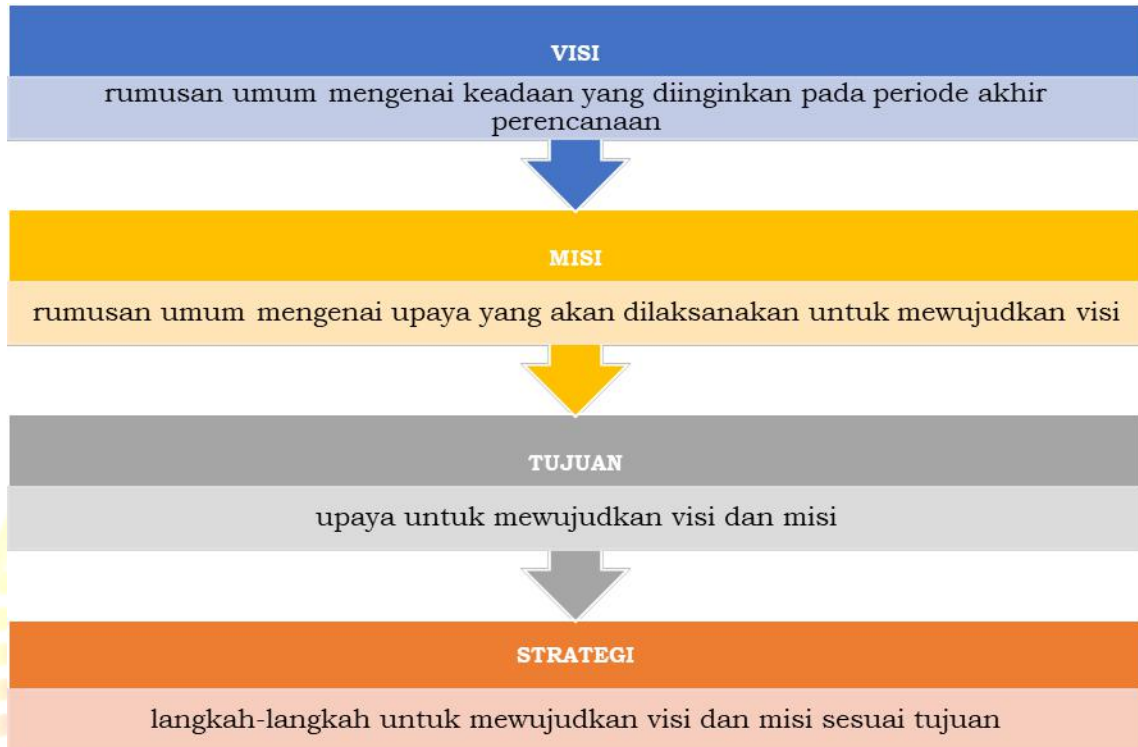 VISI
rumusan umum mengenai keadaan yang diinginkan pada periode akhir
perencanaan
MISI
rumusan umum mengenai upaya yang akan dilaksanakan untuk mewujudkan visi
TUJUAN
upaya untuk mewujudkan visi dan misi
STRATEGI
langkah-langkah untuk mewujudkan visi dan misi sesuai tujuan